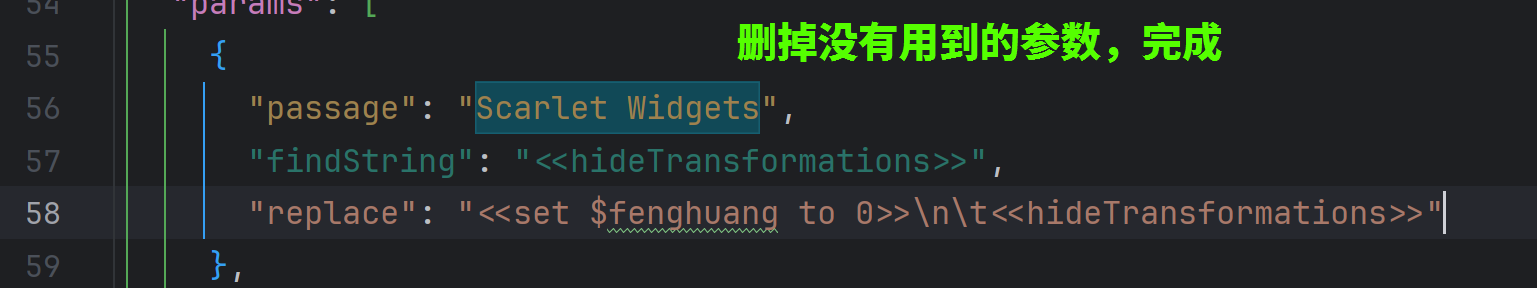 54 "params": [
删掉没有用到的参数，完成
55 {
56 "passage": "Scarlet Widgets",
57 "findString": "<<hideTransformations>>",
58 "replace": "<<set $fenghuang to 0>>\n\t<<hideTransformations>>"
59 },